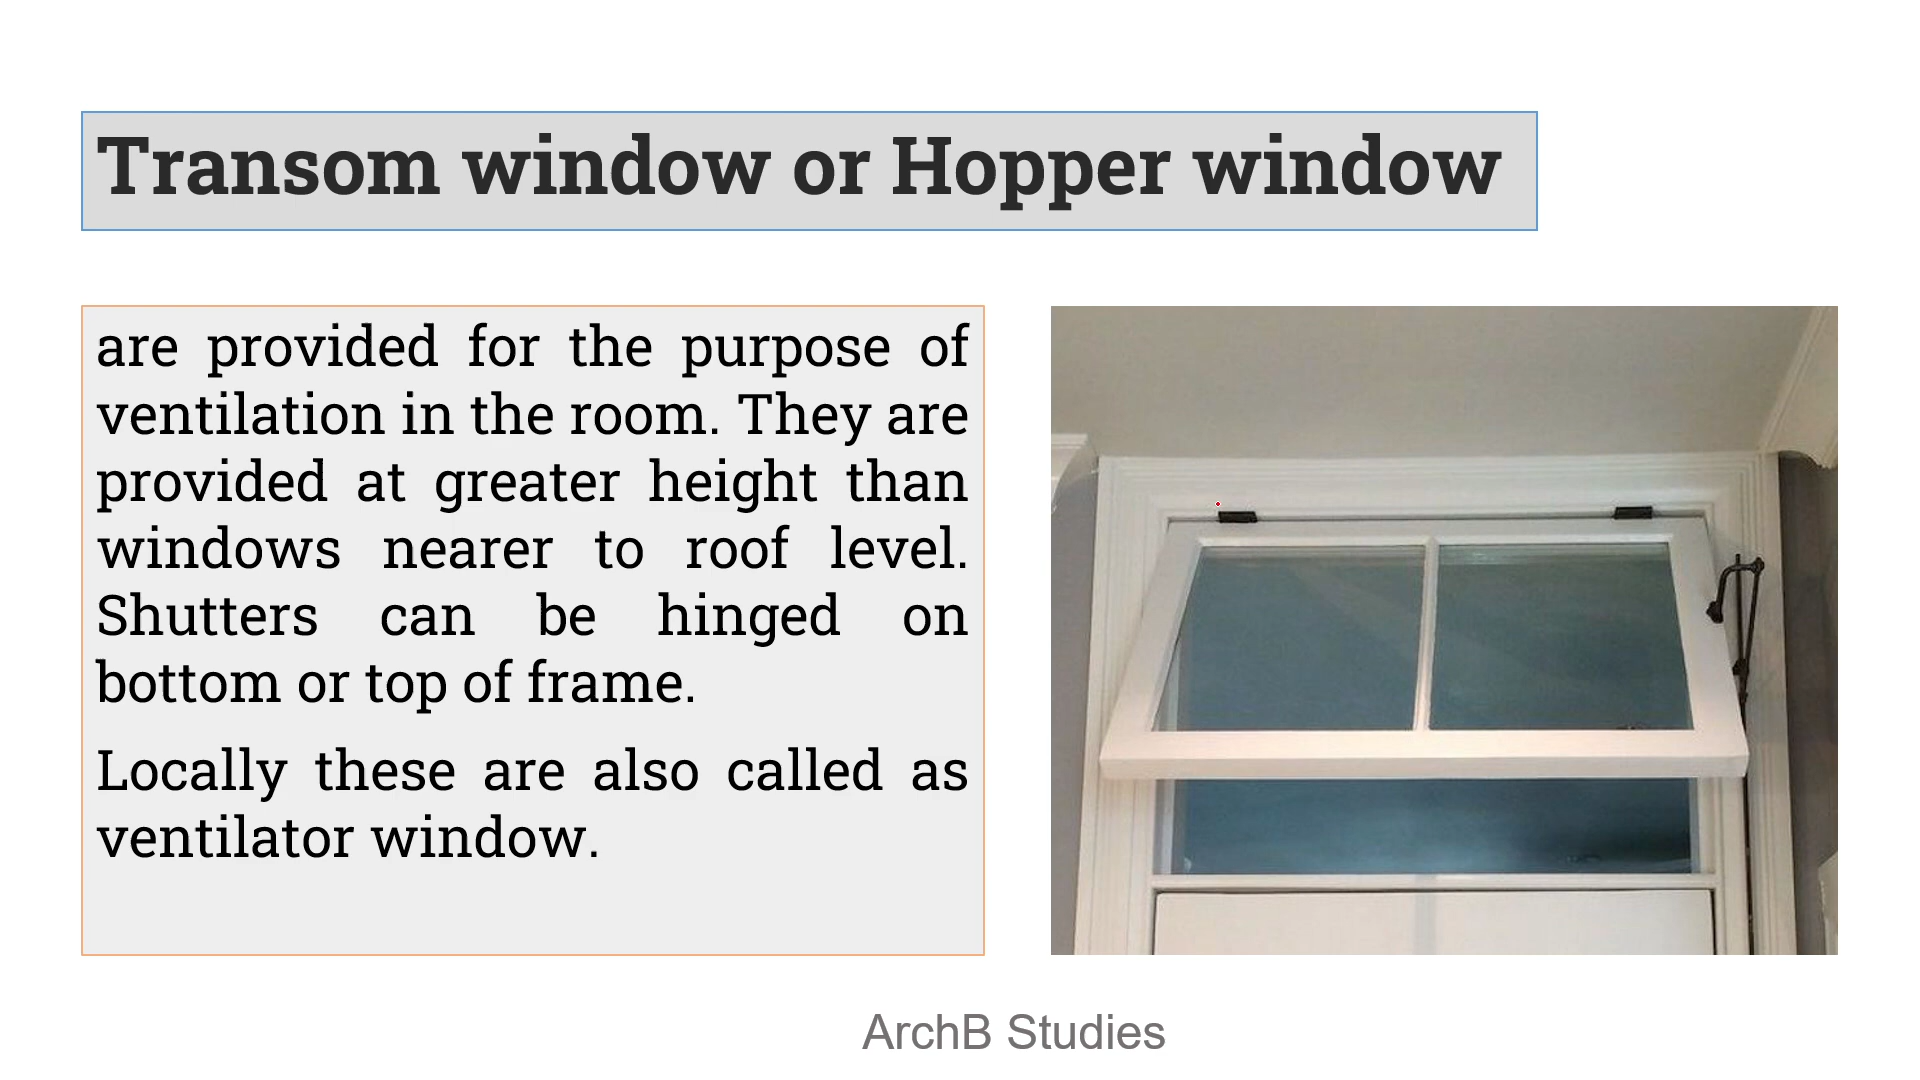 Transom window or Hopper window
are provided for the purpose of
ventilation in the room. They are
provided at greater height than
windows nearer to roof level.
Shutters can be hinged on
bottom or top of frame.
Locally these are also called as
ventilator window.
ArchB Studies